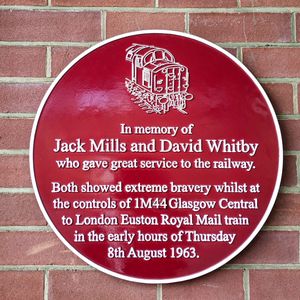 In memory of
Jack Mills and David Whitby
who gave great service to the railway.
Both showed extreme bravery whilst at
the controls of 1M44 Glasgow Central
to London Euston Royal Mail train
in the early hours of Thursday
8th August 1963.